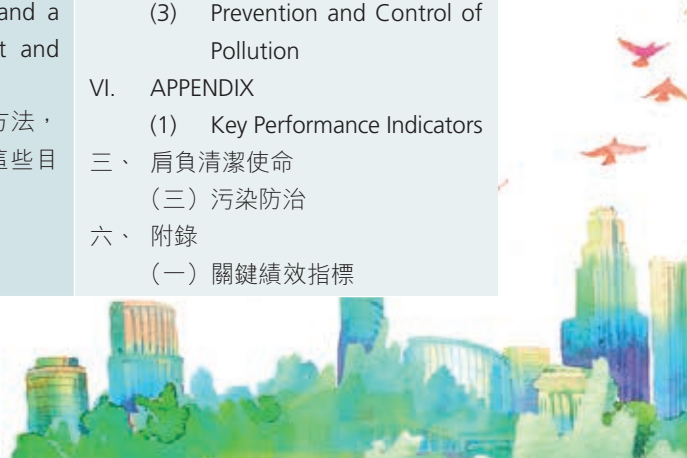 and a
t and
方法，
這些目
(3) Prevention and Control of
Pollution
VI. APPENDIX
(1) Key Performance Indicators
三、 肩負清潔使命
（三）污染防治
六、 附錄
（一）關鍵績效指標